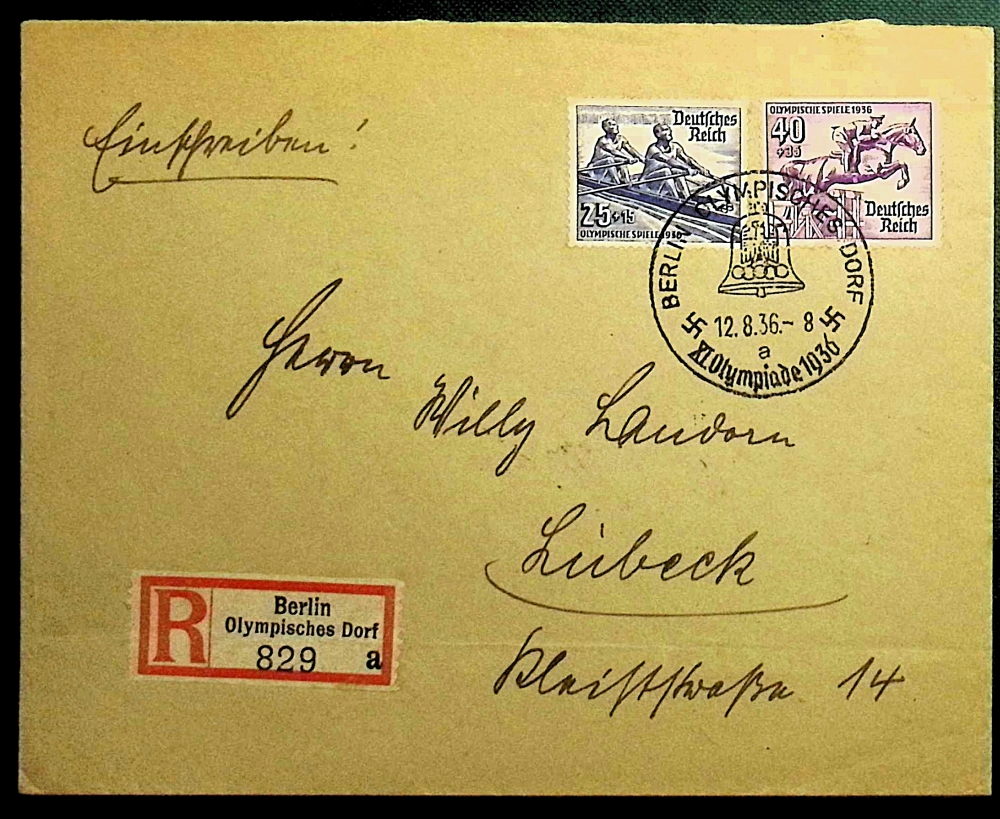 Einschreiben!
Deutsches
Reich
25+15
OLYMPISCHE SPIELE 1936
OLYMPISCHE SPIELE 1936
40
+35
Deutsches
Reich
BERLIN OLYMPISCHES DORF
12.8.36.- 8
a
XI. Olympiade 1936
Herrn
Willy Landorn
Lübeck
Kleiststraße 14
R
Berlin
Olympisches Dorf
829 a